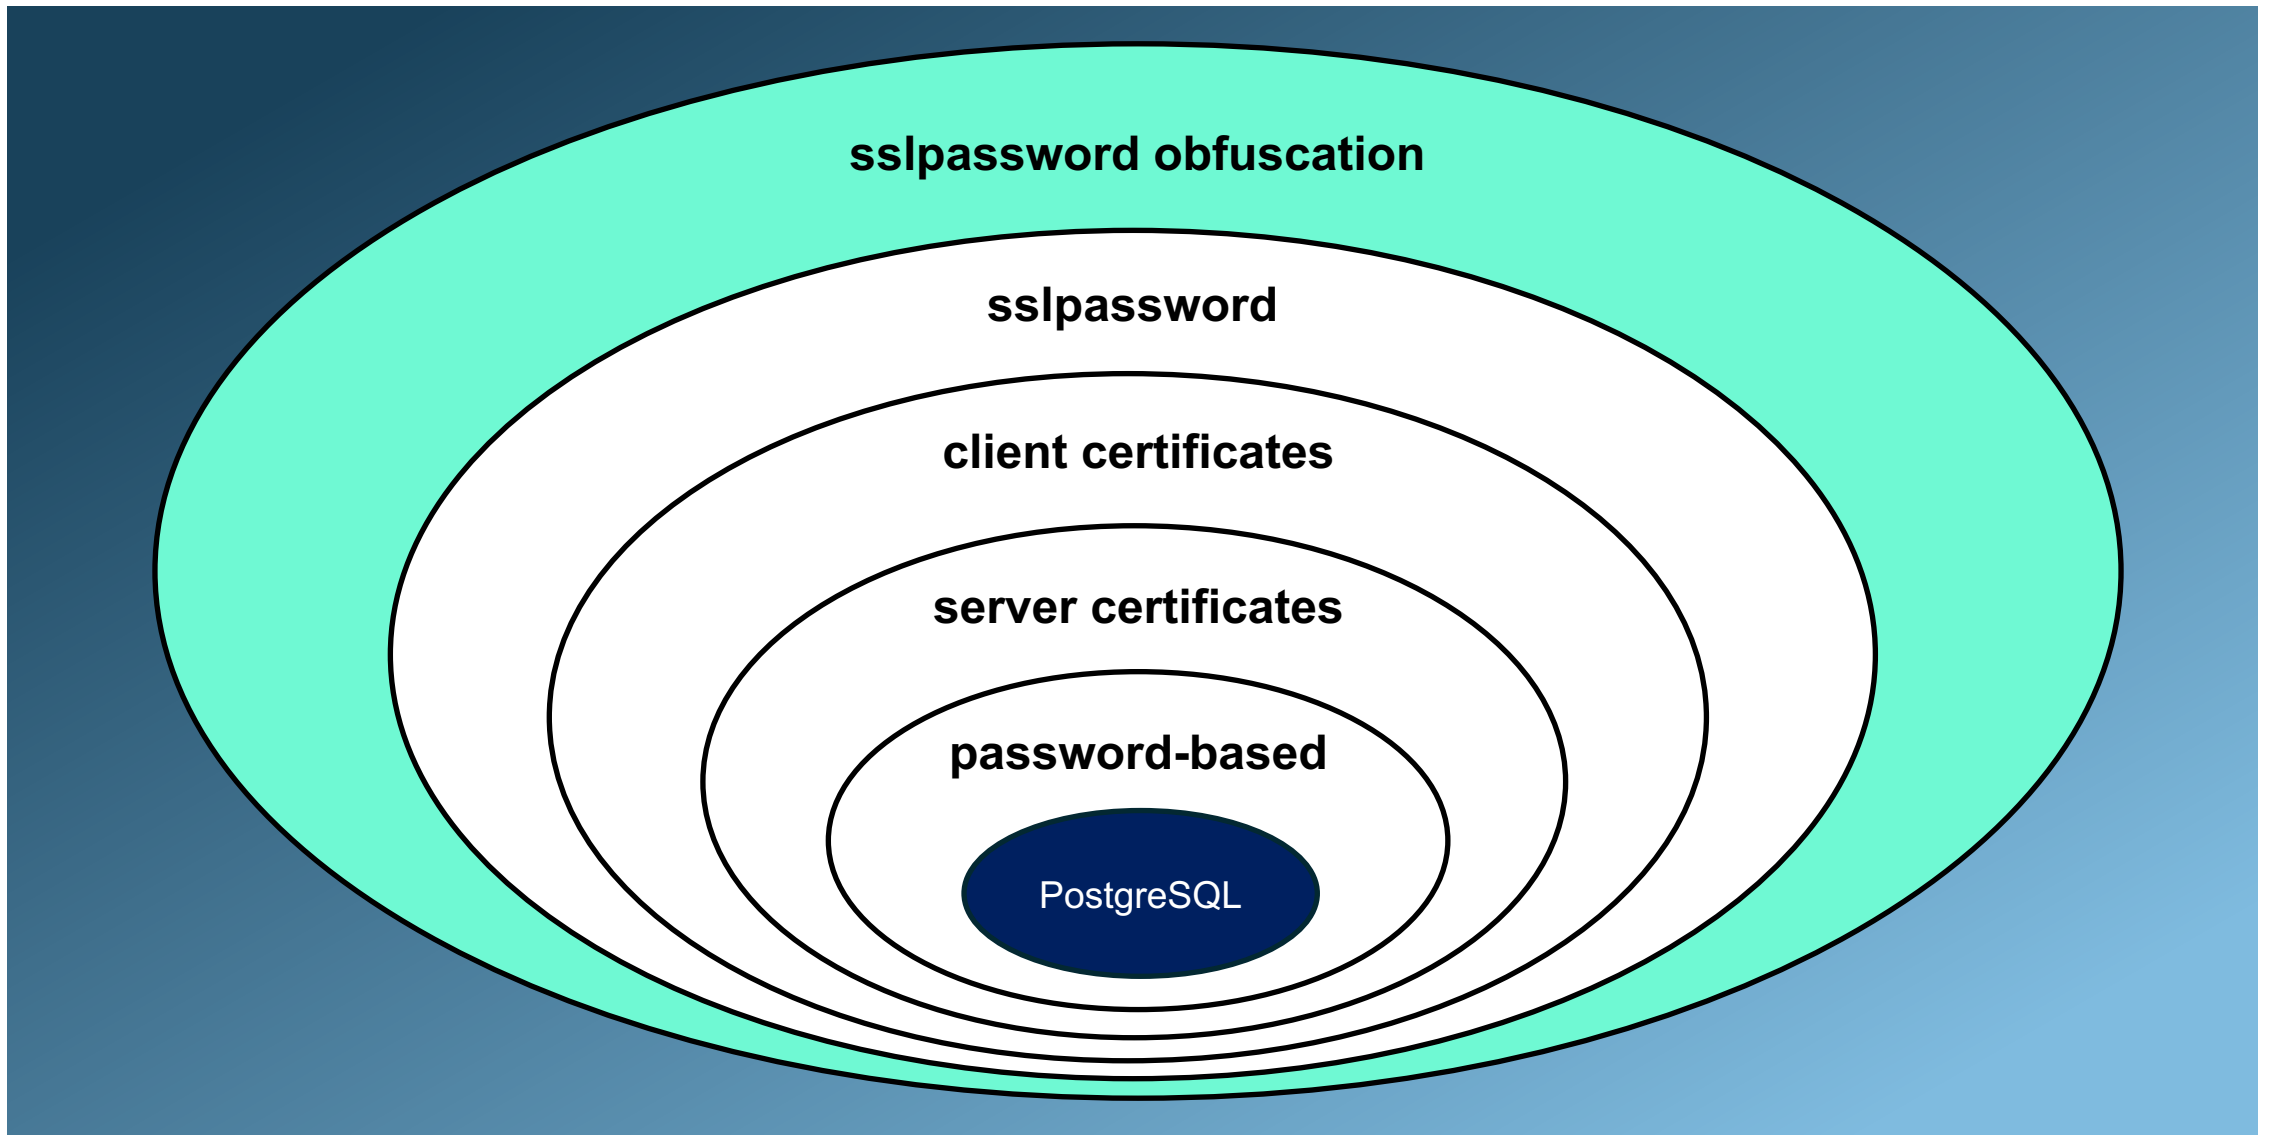 sslpassword obfuscation
sslpassword
client certificates
server certificates
password-based
PostgreSQL